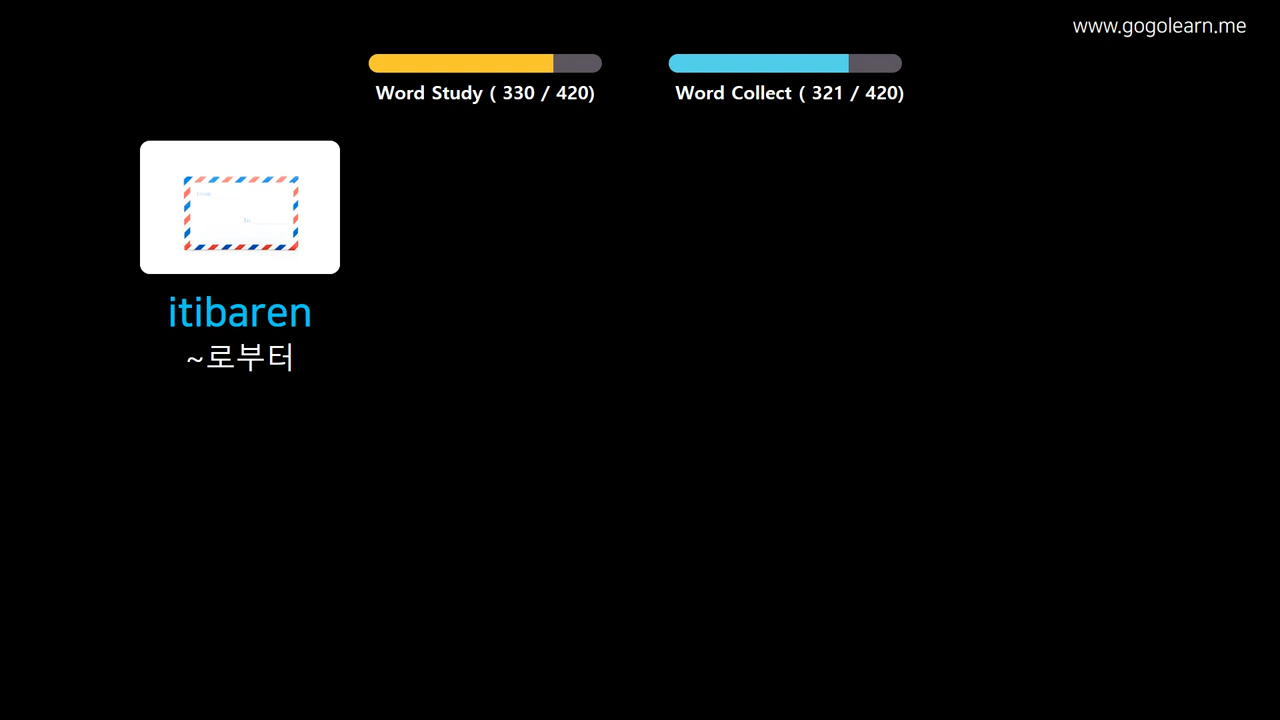 www.gogolearn.me
Word Study ( 330 / 420)
Word Collect ( 321 / 420)
itibaren
~로부터